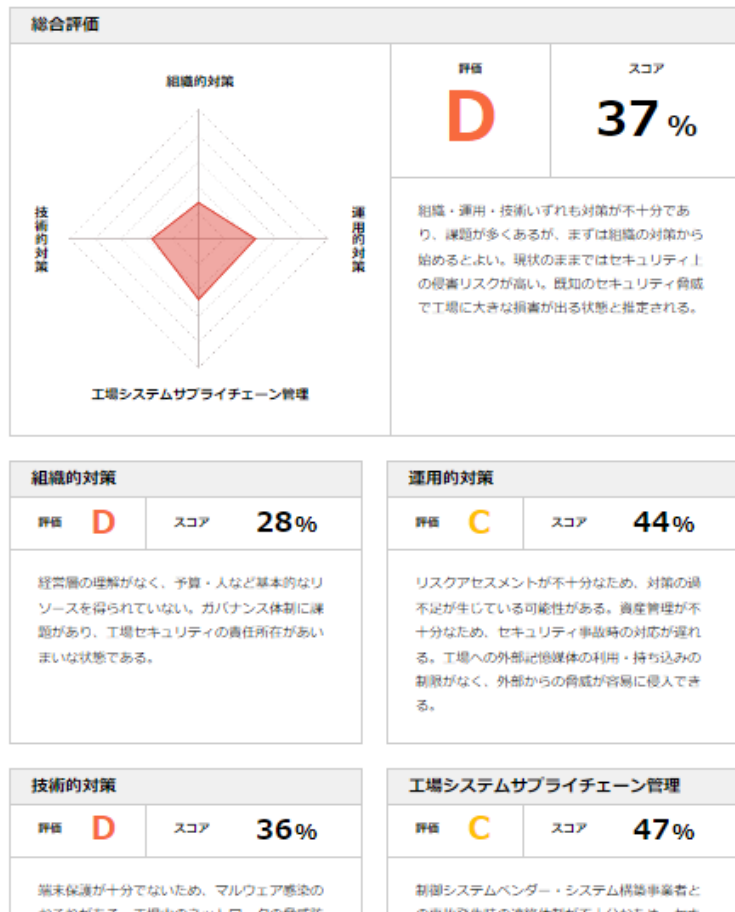 総合評価
組織的対策
技術的対策
運用的対策
工場システムサプライチェーン管理
評価
D
スコア
37 %
組織・運用・技術いずれも対策が不十分であ
り、課題が多くあるが、まずは組織の対策から
始めるとよい。現状のままではセキュリティ上
の侵害リスクが高い。既知のセキュリティ脅威
で工場に大きな損害が出る状態と推定される。
組織的対策
評価 D スコア 28%
経営層の理解がなく、予算・人など基本的なリ
ソースを得られていない。ガバナンス体制に課
題があり、工場セキュリティの責任所在があい
まいな状態である。
運用的対策
評価 C スコア 44%
リスクアセスメントが不十分なため、対策の過
不足が生じている可能性がある。資産管理が不
十分なため、セキュリティ事故時の対応が遅れ
る。工場への外部記憶媒体の利用・持ち込みの
制限がなく、外部からの脅威が容易に侵入でき
る。
技術的対策
評価 D スコア 36%
端末保護が十分でないため、マルウェア感染の
工場システムサプライチェーン管理
評価 C スコア 47%
制御システムベンダー・システム構築事業者と